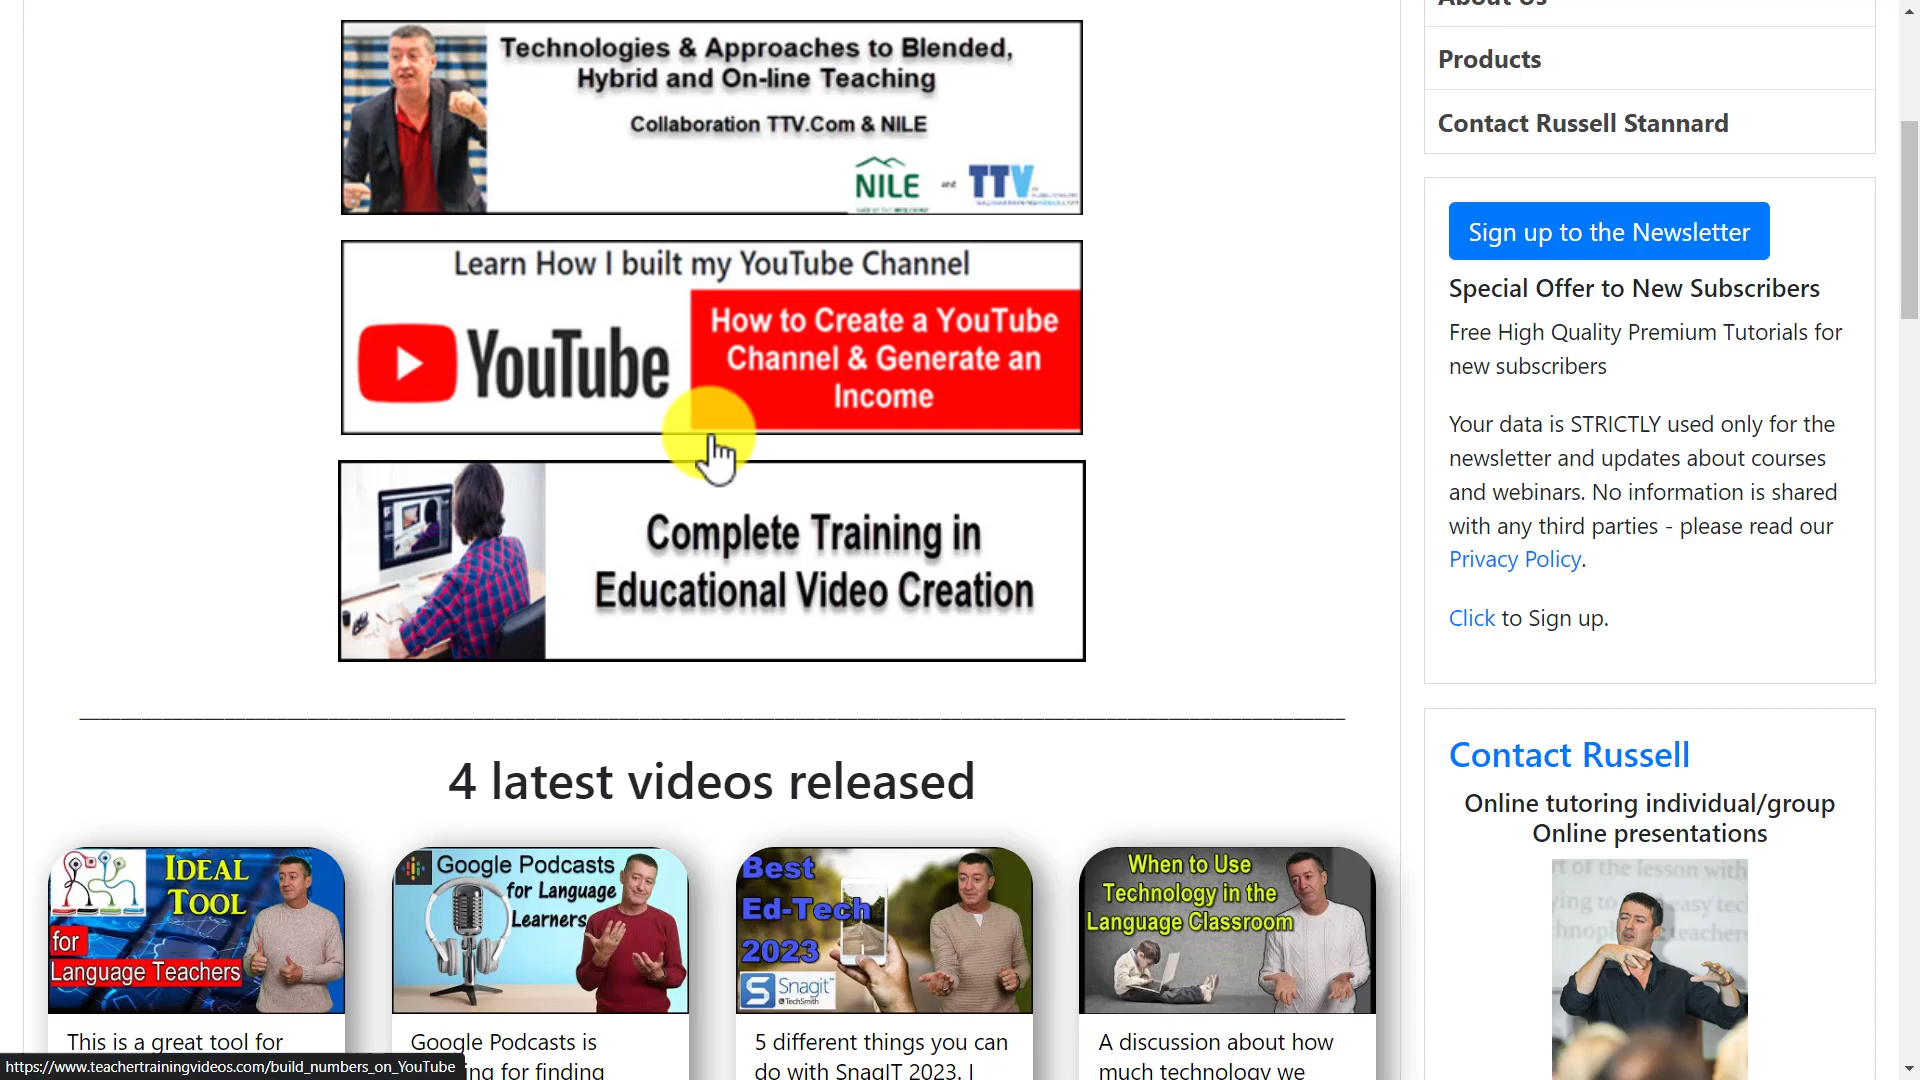 Technologies & Approaches to Blended,
Hybrid and On-line Teaching
Collaboration TTV.Com & NILE
NILE and TTV
Learn How I built my YouTube Channel
YouTube
How to Create a YouTube
Channel & Generate an
Income
Complete Training in
Educational Video Creation
4 latest videos released
IDEAL
TOOL
for
Language Teachers
This is a great tool for
Google Podcasts
for Language
Learners
Google Podcasts is
ing for finding
Best
Ed-Tech
2023
Snagit
@TechSmith
5 different things you can
do with SnagIT 2023. I
When to Use
Technology in the
Language Classroom
A discussion about how
much technology we
https://www.teachertrainingvideos.com/build_numbers_on_YouTube
About Us
Products
Contact Russell Stannard
Sign up to the Newsletter
Special Offer to New Subscribers
Free High Quality Premium Tutorials for
new subscribers
Your data is STRICTLY used only for the
newsletter and updates about courses
and webinars. No information is shared
with any third parties - please read our
Privacy Policy.
Click to Sign up.
Contact Russell
Online tutoring individual/group
Online presentations